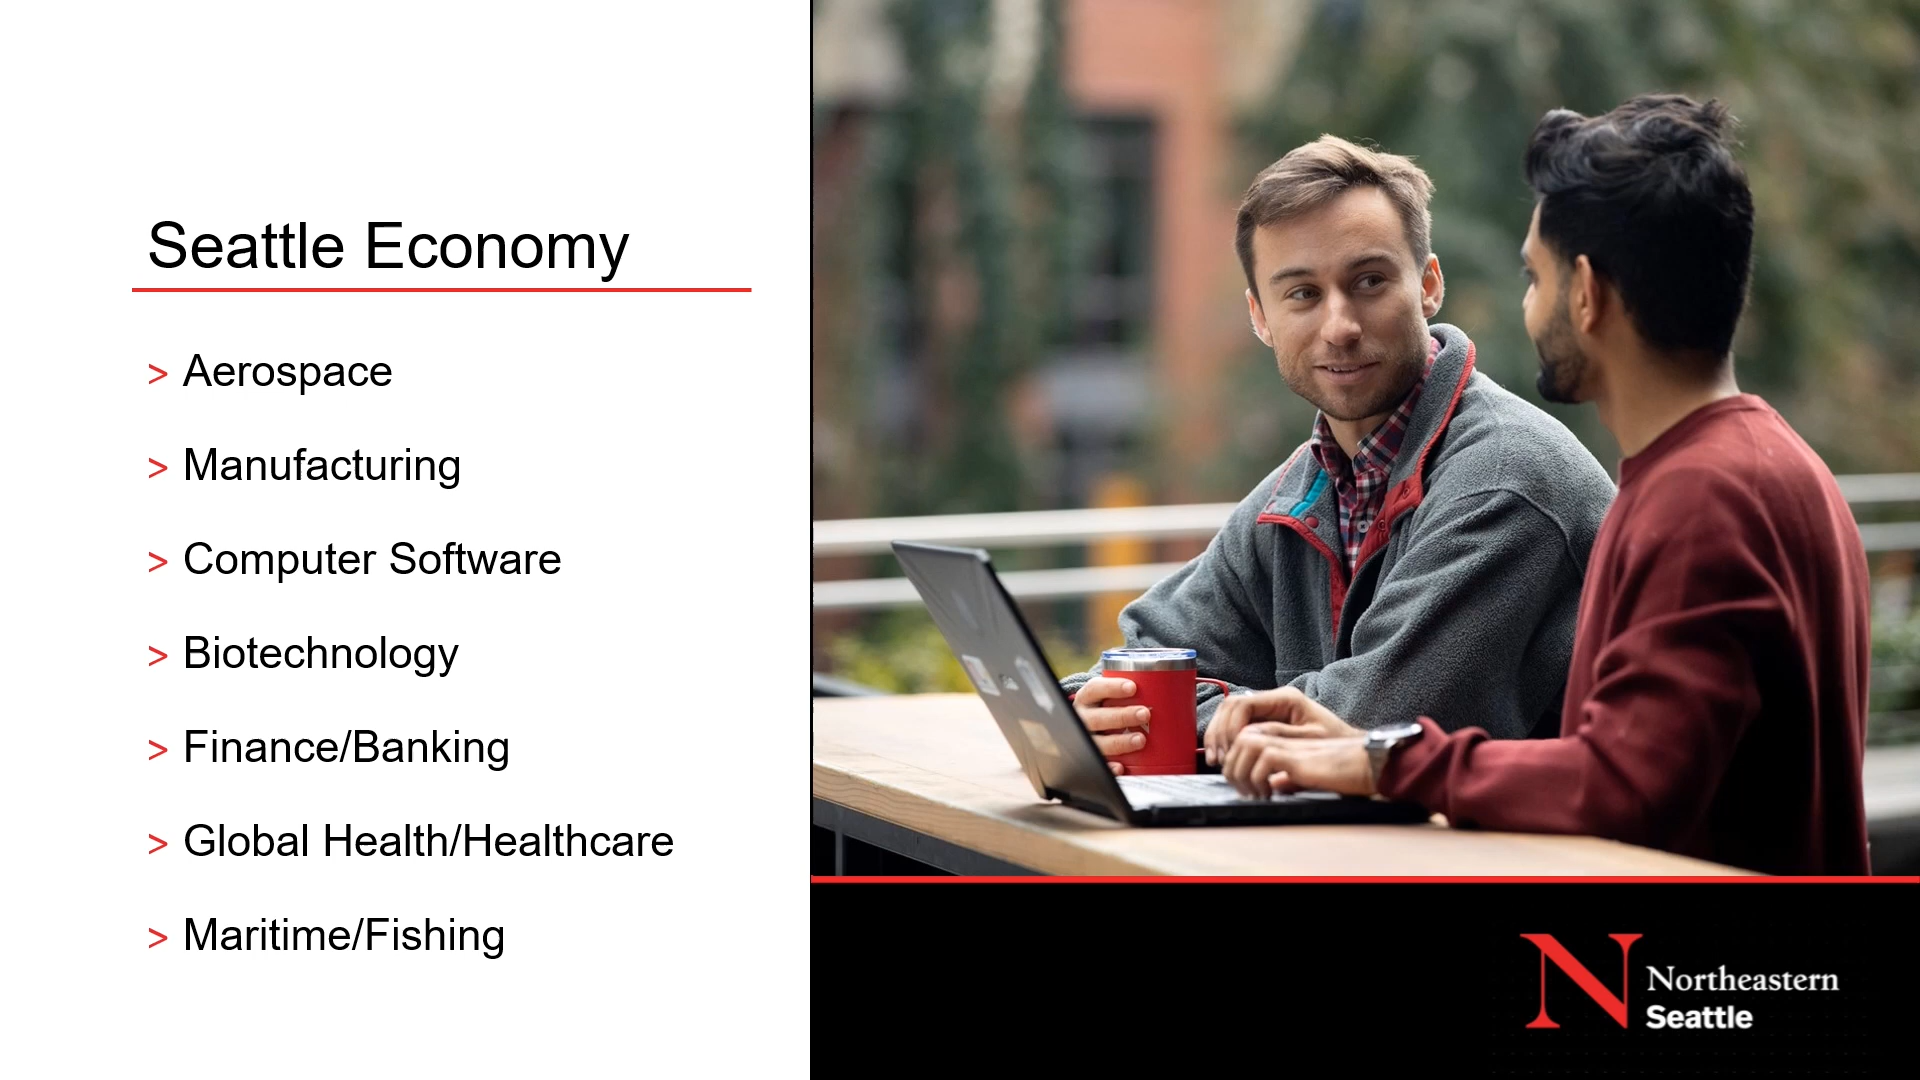 Seattle Economy
> Aerospace
> Manufacturing
> Computer Software
> Biotechnology
> Finance/Banking
> Global Health/Healthcare
> Maritime/Fishing
N Northeastern
Seattle